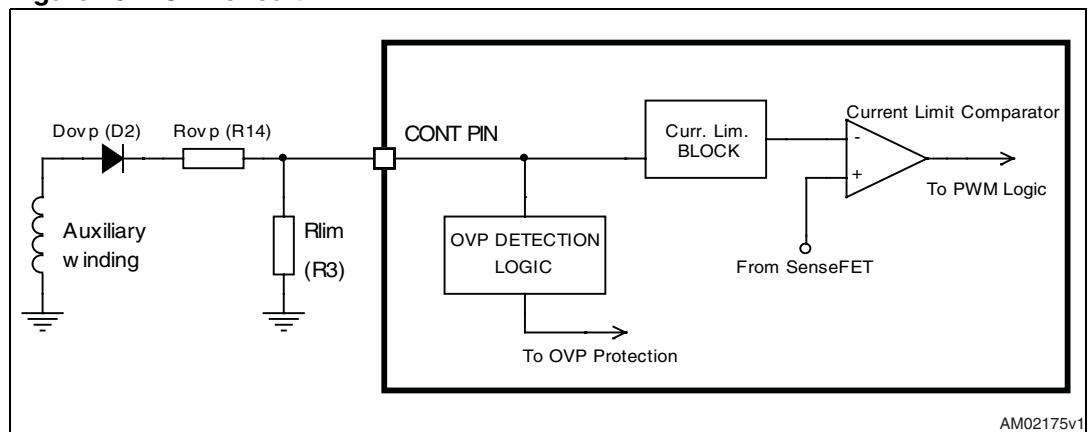 Dovp (D2)
Rovp (R14)
CONT PIN
Curr. Lim.
BLOCK
Current Limit Comparator
-
+
To PWM Logic
Auxiliary
winding
Rlim
(R3)
OVP DETECTION
LOGIC
From SenseFET
To OVP Protection
AM02175v1